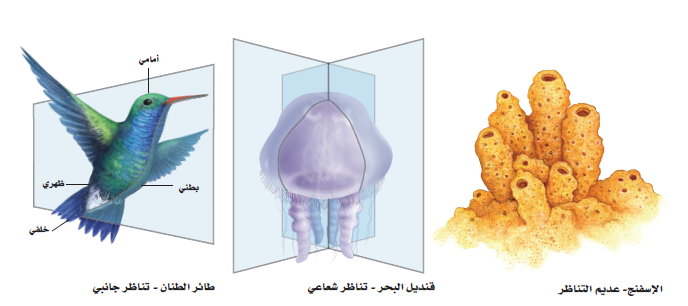 أمامي
ظهري
بطني
خلفي
الإسفنج- عديم التناظر
قنديل البحر - تناظر شعاعي
طائر الطنان - تناظر جانبي